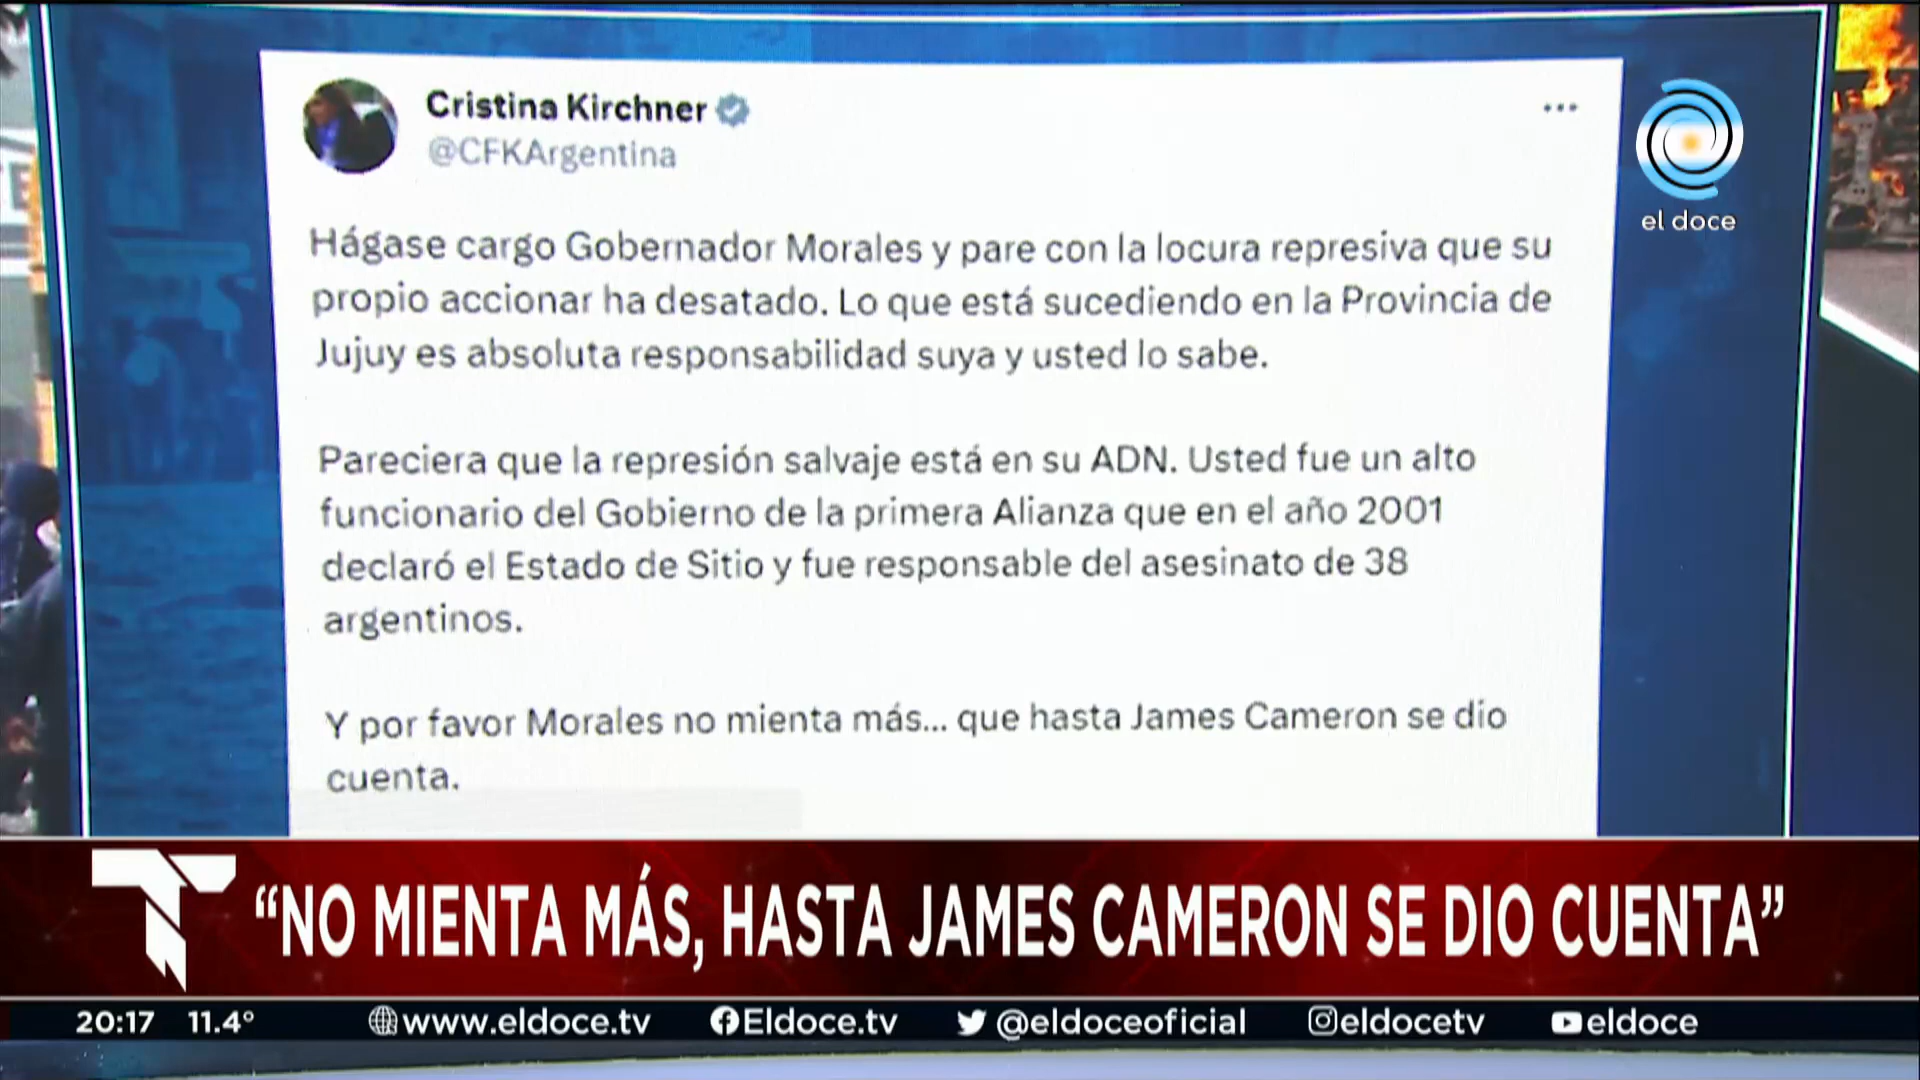 Cristina Kirchner
@CFKArgentina
el doce
Hágase cargo Gobernador Morales y pare con la locura represiva que su
propio accionar ha desatado. Lo que está sucediendo en la Provincia de
Jujuy es absoluta responsabilidad suya y usted lo sabe.
Pareciera que la represión salvaje está en su ADN. Usted fue un alto
funcionario del Gobierno de la primera Alianza que en el año 2001
declaró el Estado de Sitio y fue responsable del asesinato de 38
argentinos.
Y por favor Morales no mienta más... que hasta James Cameron se dio
cuenta.
“NO MIENTA MÁS, HASTA JAMES CAMERON SE DIO CUENTA”
20:17 11.4° www.eldoce.tv Eldoce.tv @eldoceoficial eldocetv eldoce